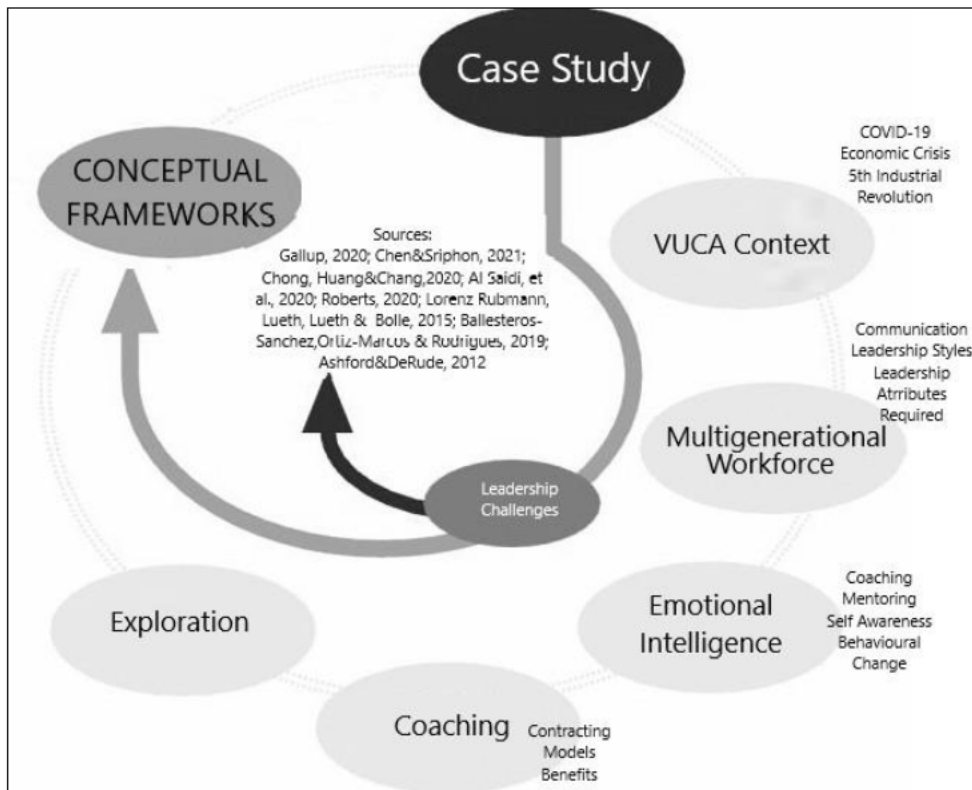 Case Study
CONCEPTUAL
FRAMEWORKS
COVID-19
Economic Crisis
5th Industrial
Revolution
VUCA Context
Sources:
Gallup, 2020; Chen&Sriphon, 2021;
Chong, Huang&Chang,2020; Al Saidi, et
al., 2020; Roberts, 2020; Lorenz Rubmann,
Lueth, Lueth & Bolle, 2015; Ballesteros-
Sanchez,Ortiz-Marcos & Rodrigues, 2019;
Ashford&DeRude, 2012
Communication
Leadership Styles
Leadership
Atrributes
Required
Multigenerational
Workforce
Leadership
Challenges
Exploration
Emotional
Intelligence
Coaching
Mentoring
Self Awareness
Behavioural
Change
Coaching
Contracting
Models
Benefits